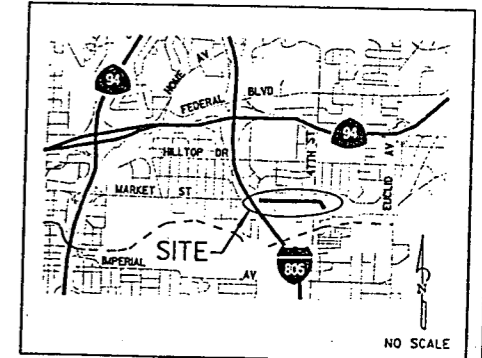 HOME AV
94
FEDERAL BLVD
94
HILLTOP DR
47TH ST
EUCLID AV
MARKET ST
SITE
IMPERIAL AV
805
N
NO SCALE